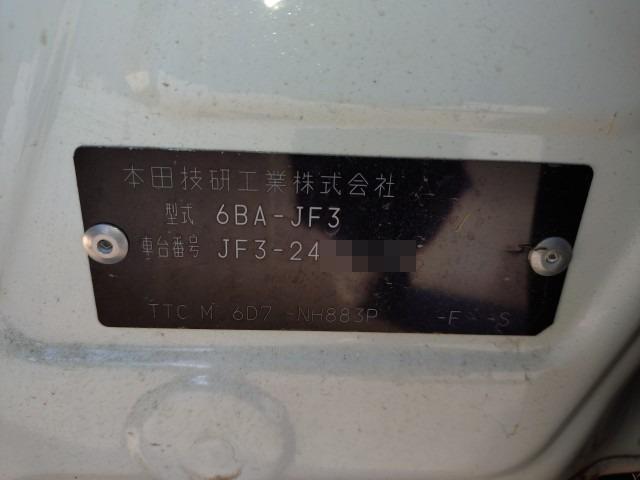 本田技研工業株式会社
型式 6BA-JF3
車台番号 JF3-24
TTC M 6D7 -NH883P -F -S